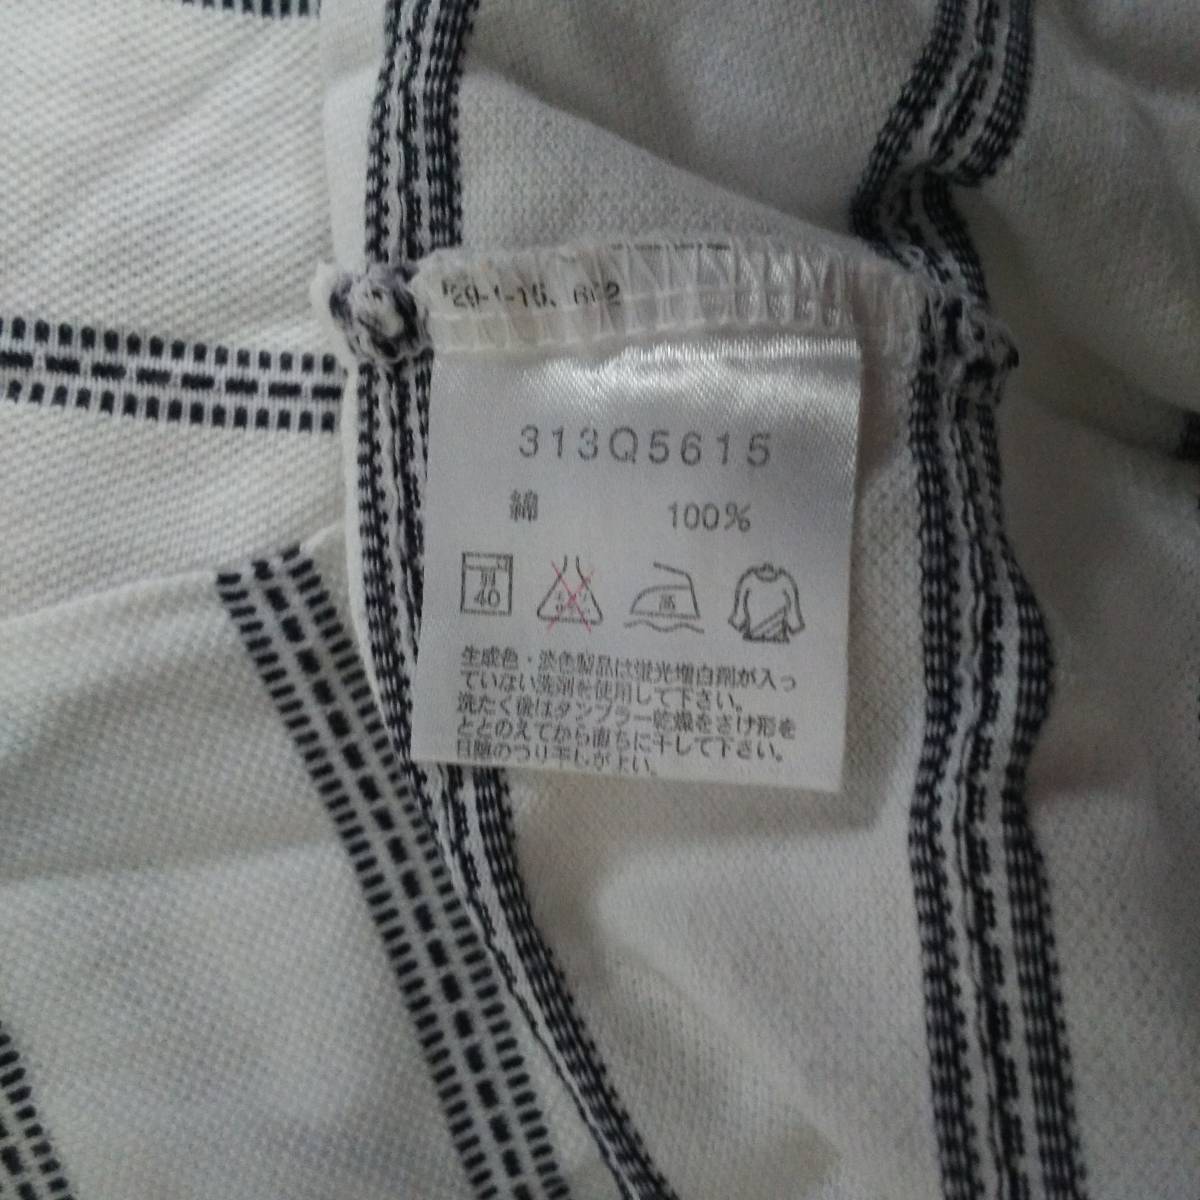 313Q5615
綿 100%
40 高
生成色・淡色製品は蛍光増白剤が入っ
ていない洗剤を使用して下さい。
洗たく後はタンブラー乾燥をさけ形を
ととのえてから直ちに干して下さい。
日陰のつり干しがよい。